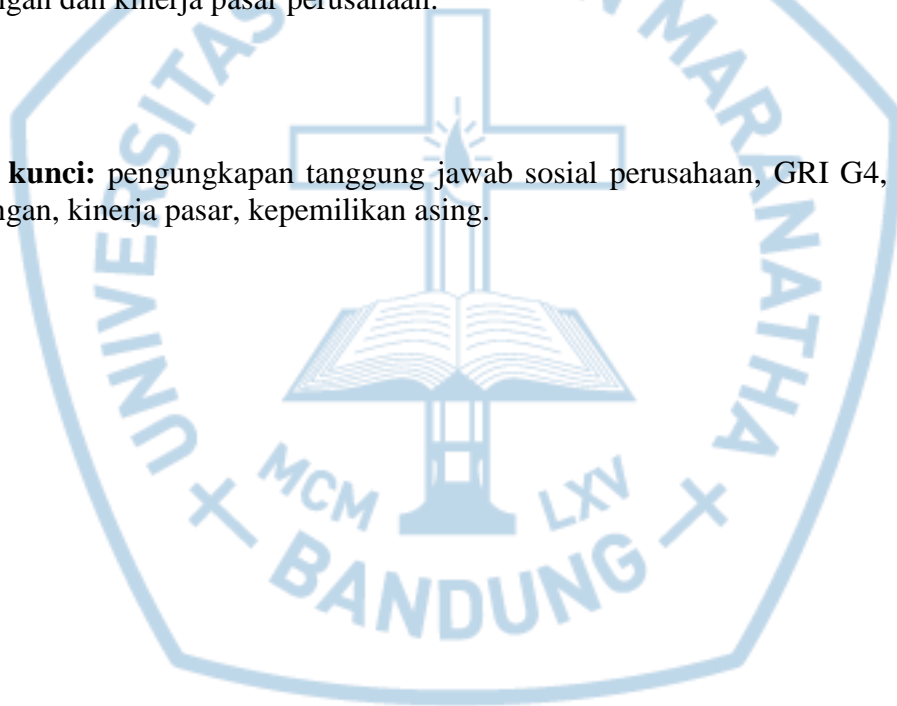 ngan dan kinerja pasar perusahaan.
kunci: pengungkapan tanggung jawab sosial perusahaan, GRI G4,
ngan, kinerja pasar, kepemilikan asing.
UNIVERSITAS
N MARANATHA
MCM LXV
BANDUNG